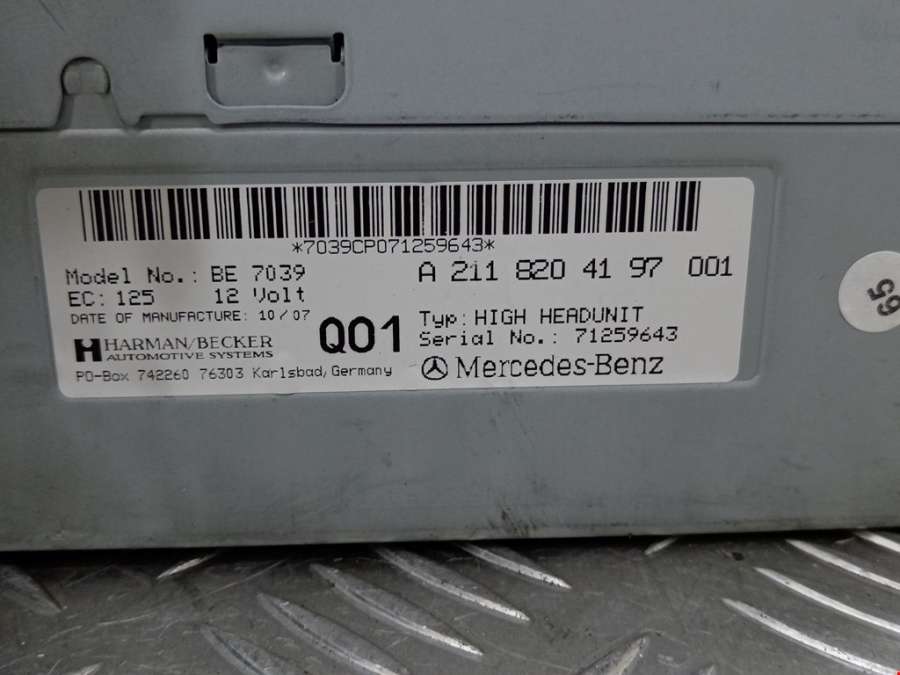 *7039CP071259643*
Model No.: BE 7039
A 211 820 41 97 001
EC: 125 12 Volt
DATE OF MANUFACTURE: 10/07
Q01
Typ: HIGH HEADUNIT
Serial No.: 71259643
HARMAN/BECKER
AUTOMOTIVE SYSTEMS
Mercedes-Benz
PO-Box 742260 76303 Karlsbad, Germany
65